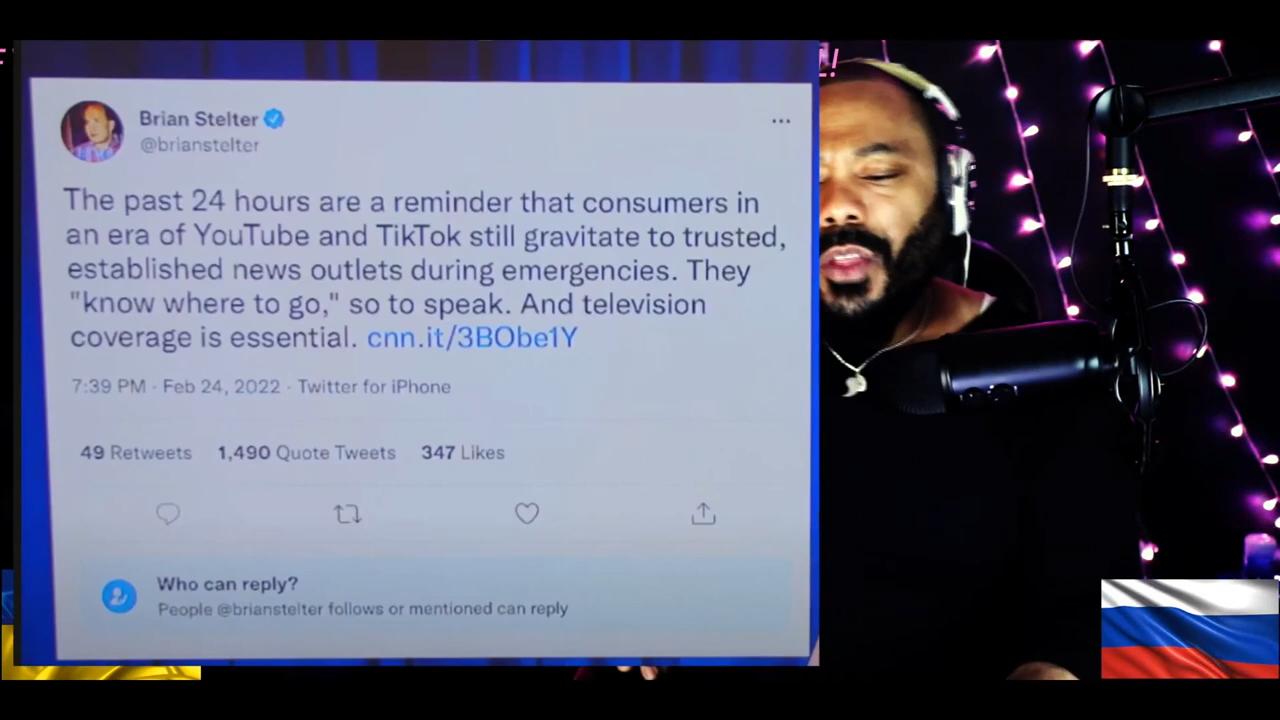 Brian Stelter
@brianstelter
The past 24 hours are a reminder that consumers in
an era of YouTube and TikTok still gravitate to trusted,
established news outlets during emergencies. They
"know where to go," so to speak. And television
coverage is essential. cnn.it/3BObe1Y
7:39 PM · Feb 24, 2022 · Twitter for iPhone
49 Retweets 1,490 Quote Tweets 347 Likes
Who can reply?
People @brianstelter follows or mentioned can reply